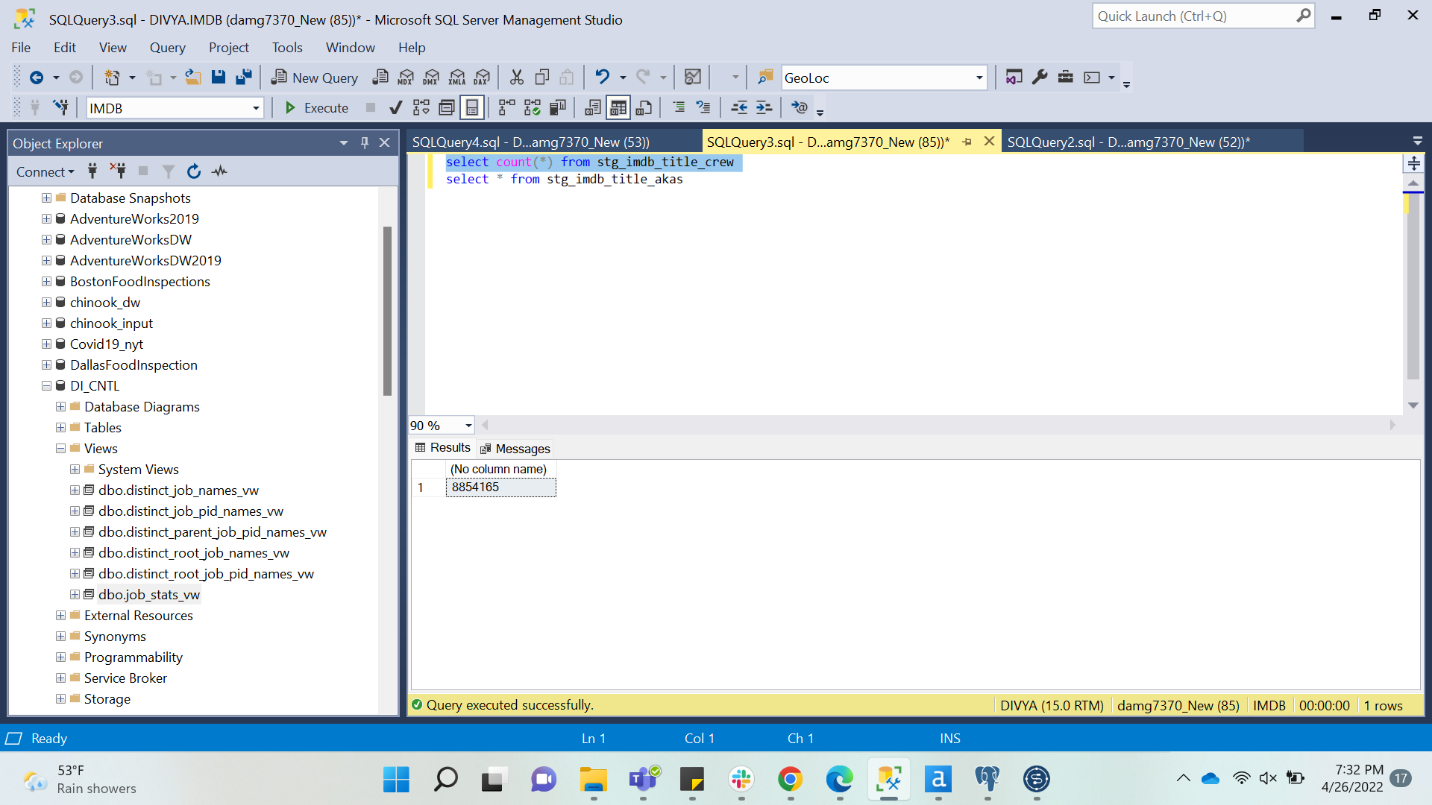 SQLQuery3.sql - DIVYA.IMDB (damg7370_New (85))* - Microsoft SQL Server Management Studio
Quick Launch (Ctrl+Q)
File Edit View Query Project Tools Window Help
New Query
MDX DMX XMLA DAX
GeoLoc
IMDB
Execute
Object Explorer
SQLQuery4.sql - D...amg7370_New (53))
SQLQuery3.sql - D...amg7370_New (85))*
SQLQuery2.sql - D...amg7370_New (52))*
Connect
Database Snapshots
AdventureWorks2019
AdventureWorksDW
AdventureWorksDW2019
BostonFoodInspections
chinook_dw
chinook_input
Covid19_nyt
DallasFoodInspection
DI_CNTL
Database Diagrams
Tables
Views
System Views
dbo.distinct_job_names_vw
dbo.distinct_job_pid_names_vw
dbo.distinct_parent_job_pid_names_vw
dbo.distinct_root_job_names_vw
dbo.distinct_root_job_pid_names_vw
dbo.job_stats_vw
External Resources
Synonyms
Programmability
Service Broker
Storage
select count(*) from stg_imdb_title_crew
select * from stg_imdb_title_akas
90 %
Results Messages
(No column name)
1 8854165
Query executed successfully.
DIVYA (15.0 RTM) damg7370_New (85) IMDB 00:00:00 1 rows
Ready
Ln 1 Col 1 Ch 1 INS
53°F
Rain showers
a
7:32 PM
4/26/2022
17